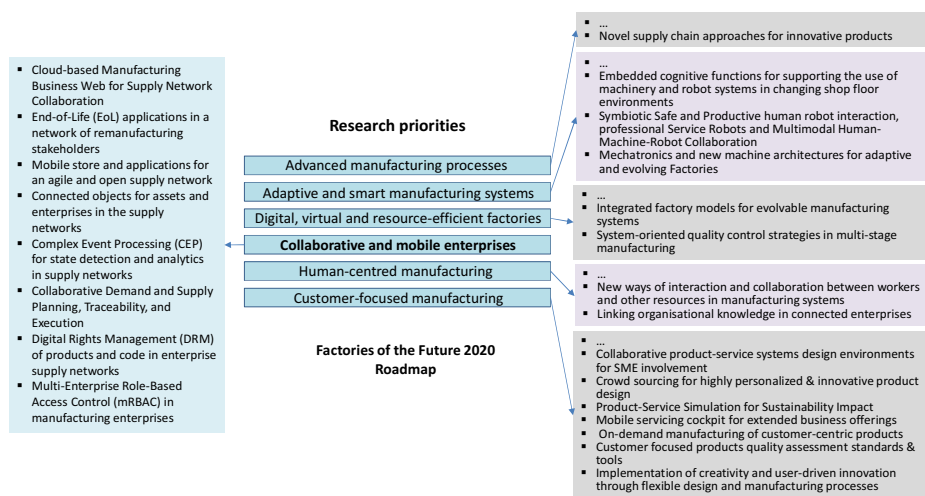 ▪ Cloud-based Manufacturing
Business Web for Supply Network
Collaboration
▪ End-of-Life (EoL) applications in a
network of remanufacturing
stakeholders
▪ Mobile store and applications for
an agile and open supply network
▪ Connected objects for assets and
enterprises in the supply
networks
▪ Complex Event Processing (CEP)
for state detection and analytics
in supply networks
▪ Collaborative Demand and Supply
Planning, Traceability, and
Execution
▪ Digital Rights Management (DRM)
of products and code in enterprise
supply networks
▪ Multi-Enterprise Role-Based
Access Control (mRBAC) in
manufacturing enterprises
Research priorities
Advanced manufacturing processes
Adaptive and smart manufacturing systems
Digital, virtual and resource-efficient factories
Collaborative and mobile enterprises
Human-centred manufacturing
Customer-focused manufacturing
Factories of the Future 2020
Roadmap
▪ ...
▪ Novel supply chain approaches for innovative products
▪ ...
▪ Embedded cognitive functions for supporting the use of
machinery and robot systems in changing shop floor
environments
▪ Symbiotic Safe and Productive human robot interaction,
professional Service Robots and Multimodal Human-
Machine-Robot Collaboration
▪ Mechatronics and new machine architectures for adaptive
and evolving Factories
▪ ...
▪ Integrated factory models for evolvable manufacturing
systems
▪ System-oriented quality control strategies in multi-stage
manufacturing
▪ ...
▪ New ways of interaction and collaboration between workers
and other resources in manufacturing systems
▪ Linking organisational knowledge in connected enterprises
▪ ...
▪ Collaborative product-service systems design environments
for SME involvement
▪ Crowd sourcing for highly personalized & innovative product
design
▪ Product-Service Simulation for Sustainability Impact
▪ Mobile servicing cockpit for extended business offerings
▪ On-demand manufacturing of customer-centric products
▪ Customer focused products quality assessment standards &
tools
▪ Implementation of creativity and user-driven innovation
through flexible design and manufacturing processes